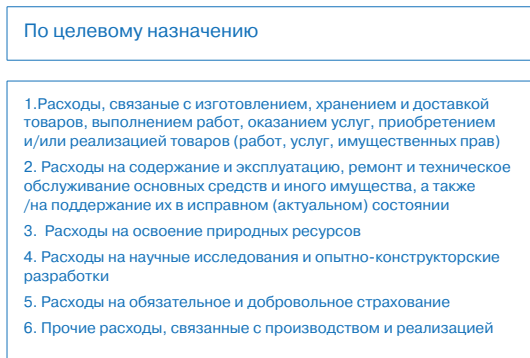 По целевому назначению
1.Расходы, связаные с изготовлением, хранением и доставкой
товаров, выполнением работ, оказанием услуг, приобретением
и/или реализацией товаров (работ, услуг, имущественных прав)
2. Расходы на содержание и эксплуатацию, ремонт и техническое
обслуживание основных средств и иного имущества, а также
/на поддержание их в исправном (актуальном) состоянии
3. Расходы на освоение природных ресурсов
4. Расходы на научные исследования и опытно-конструкторские
разработки
5. Расходы на обязательное и добровольное страхование
6. Прочие расходы, связанные с производством и реализацией